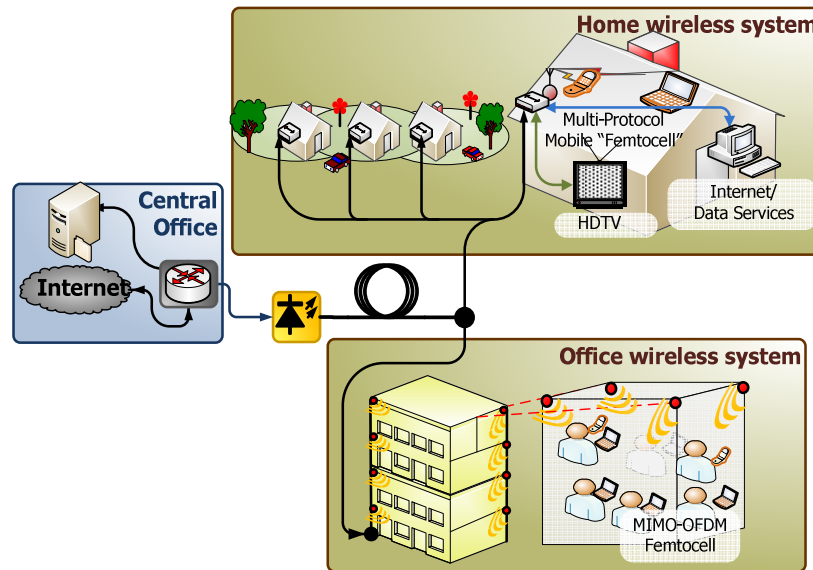 Home wireless system
Multi-Protocol
Mobile “Femtocell”
HDTV
Internet/
Data Services
Central
Office
Internet
Office wireless system
MIMO-OFDM
Femtocell